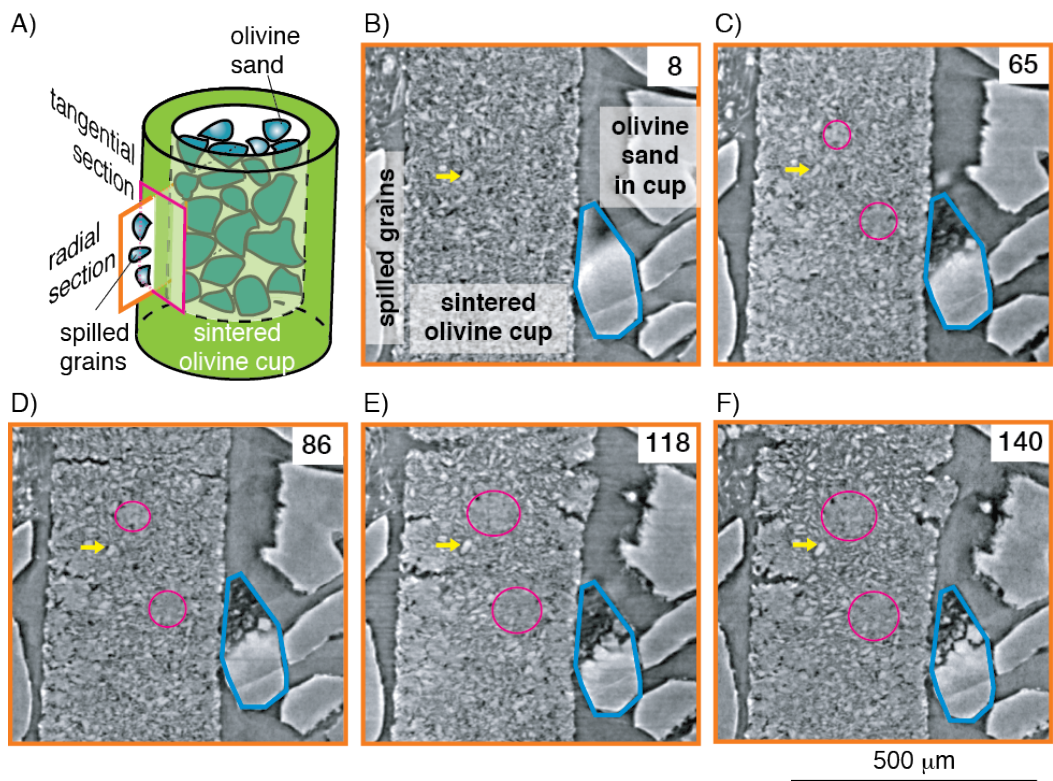 A)
olivine
sand
tangential
section
radial
section
spilled
grains
sintered
olivine cup
B)
8
spilled grains
olivine
sand
in cup
sintered
olivine cup
C)
65
D)
86
E)
118
F)
140
500 μm